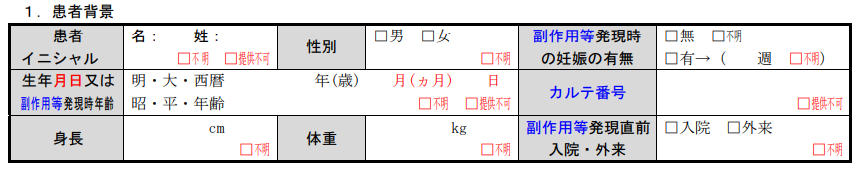 １．患者背景
患者
イニシャル
名： 姓：
□不明 □提供不可
性別
□男 □女
□不明
副作用等発現時
の妊娠の有無
□無 □不明
□有→（ 週 □不明）
生年月日又は
副作用等発現時年齢
明・大・西暦 年(歳) 月(ヵ月) 日
昭・平・年齢 □不明 □提供不可
カルテ番号
□提供不可
身長
cm
□不明
体重
kg
□不明
副作用等発現直前
入院・外来
□入院 □外来
□不明